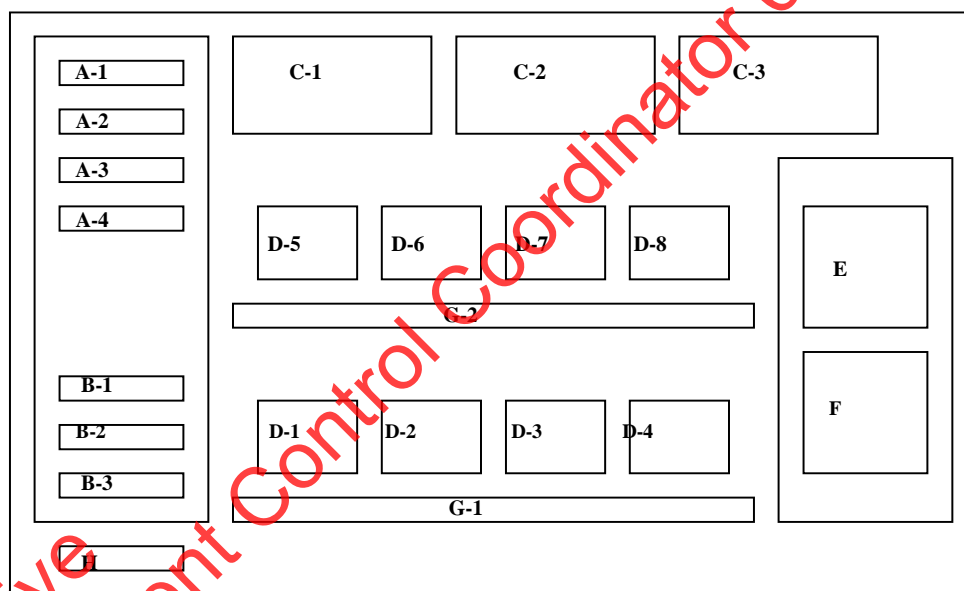 A-1
A-2
A-3
A-4
C-1
C-2
C-3
D-5
D-6
D-7
D-8
E
G-2
B-1
B-2
B-3
D-1
D-2
D-3
D-4
F
G-1
H
Control Coordinator